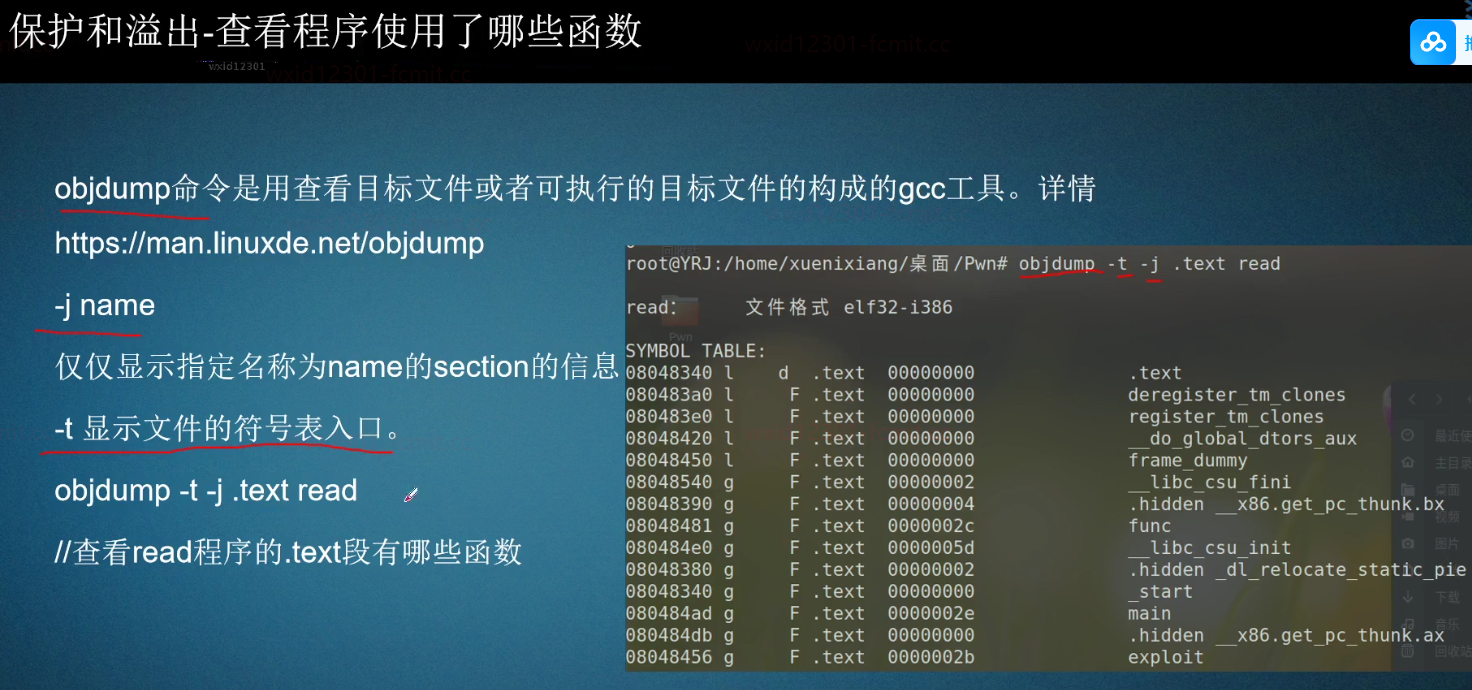 保护和溢出-查看程序使用了哪些函数
wxid12301-fcmit.cc
wxid12301
wxid12301-fcmit.cc
objdump命令是用查看目标文件或者可执行的目标文件的构成的gcc工具。详情
https://man.linuxde.net/objdump
-j name
仅仅显示指定名称为name的section的信息
-t 显示文件的符号表入口。
objdump -t -j .text read
//查看read程序的.text段有哪些函数
root@YRJ:/home/xuenixiang/桌面/Pwn# objdump -t -j .text read
read: 文件格式 elf32-i386
Pwn
SYMBOL TABLE:
08048340 l d .text 00000000 .text
080483a0 l F .text 00000000 deregister_tm_clones
080483e0 l F .text 00000000 register_tm_clones
08048420 l F .text 00000000 __do_global_dtors_aux
08048450 l F .text 00000000 frame_dummy
08048540 g F .text 00000002 __libc_csu_fini
08048390 g F .text 00000004 .hidden __x86.get_pc_thunk.bx
08048481 g F .text 0000002c func
080484e0 g F .text 0000005d __libc_csu_init
08048380 g F .text 00000002 .hidden _dl_relocate_static_pie
08048340 g F .text 00000000 _start
080484ad g F .text 0000002e main
080484db g F .text 00000000 .hidden __x86.get_pc_thunk.ax
08048456 g F .text 0000002b exploit
主目录
桌面
视频
图片
下载
音乐
回收站